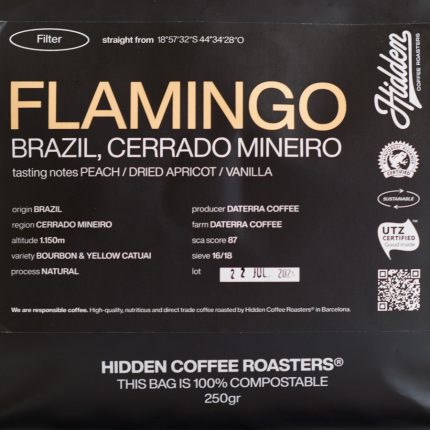 Filter
straight from 18°57'32"S 44°34'28"O
Hidden
COFFEE ROASTERS
FLAMINGO
BRAZIL, CERRADO MINEIRO
tasting notes PEACH / DRIED APRICOT / VANILLA
origin BRAZIL
region CERRADO MINEIRO
altitude 1.150m
variety BOURBON & YELLOW CATUAI
process NATURAL
producer DATERRA COFFEE
farm DATERRA COFFEE
sca score 87
sieve 16/18
lot 22 JUL.
CERTIFIED
SUSTAINABLE
UTZ
CERTIFIED
Good inside
We are responsible coffee. High-quality, nutritious and direct trade coffee roasted by Hidden Coffee Roasters® in Barcelona.
HIDDEN COFFEE ROASTERS®
THIS BAG IS 100% COMPOSTABLE
250gr